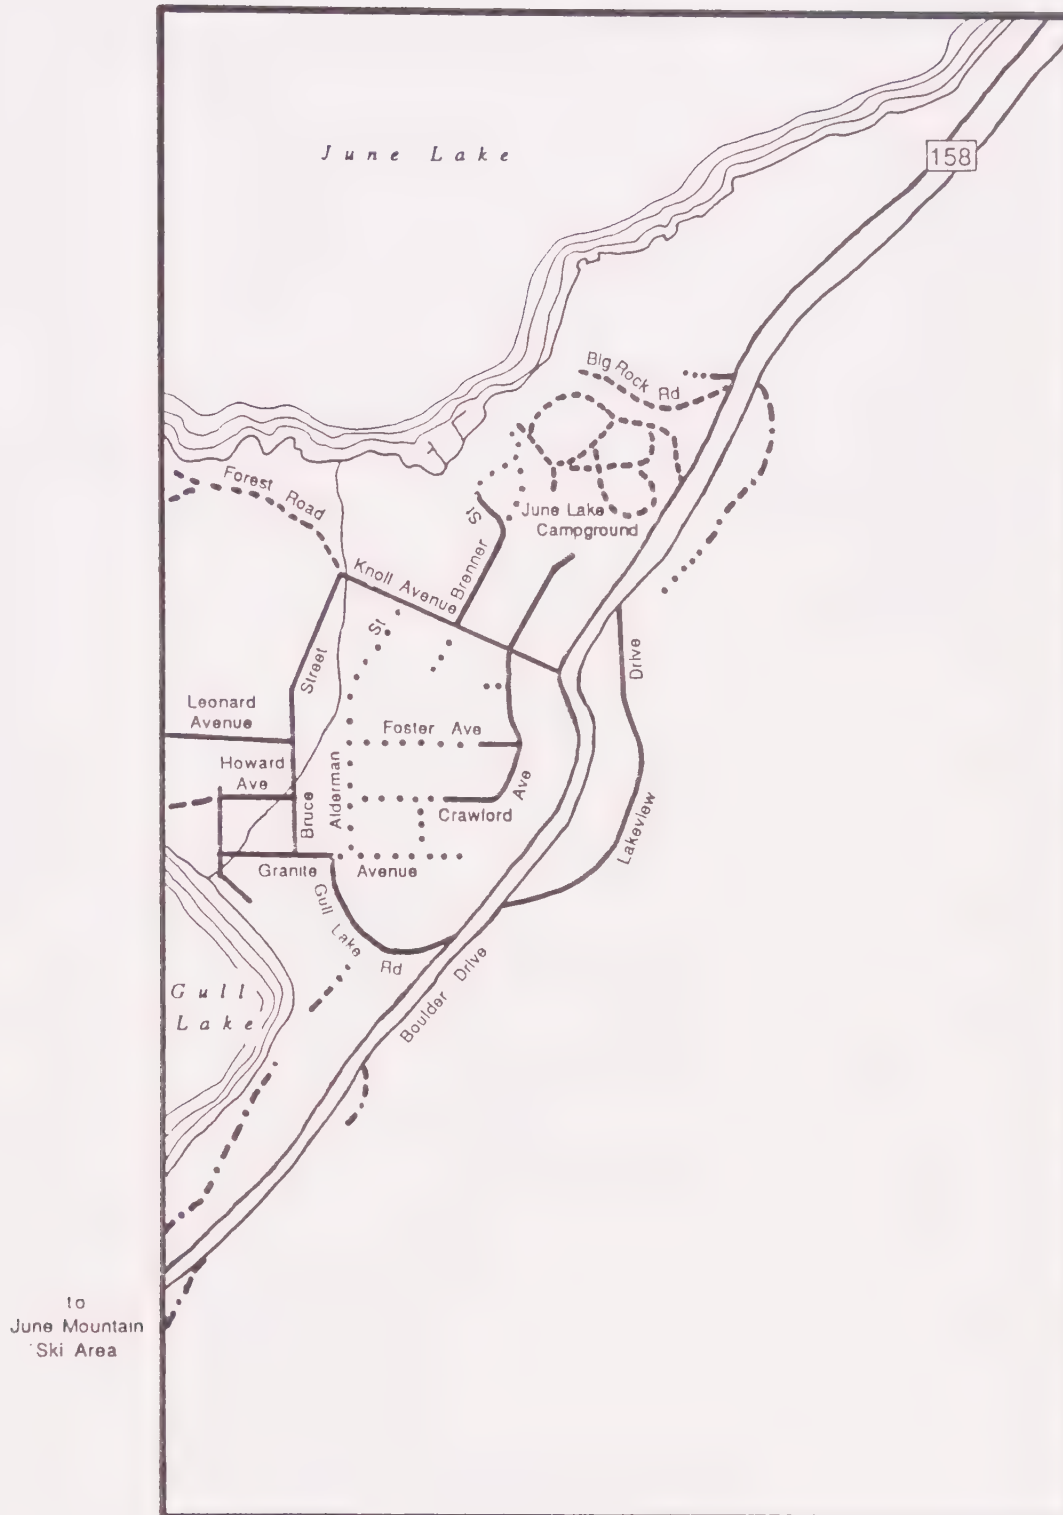 June Lake
158
Big Rock Rd
Forest Road
June Lake
Campground
Brenner St
Knoll Avenue
Street
St
Drive
Leonard
Avenue
Foster Ave
Howard
Ave
Bruce
Alderman
Crawford
Ave
Lakeview
Granite Avenue
Gull Lake Rd
Boulder Drive
Gull
Lake
to
June Mountain
Ski Area